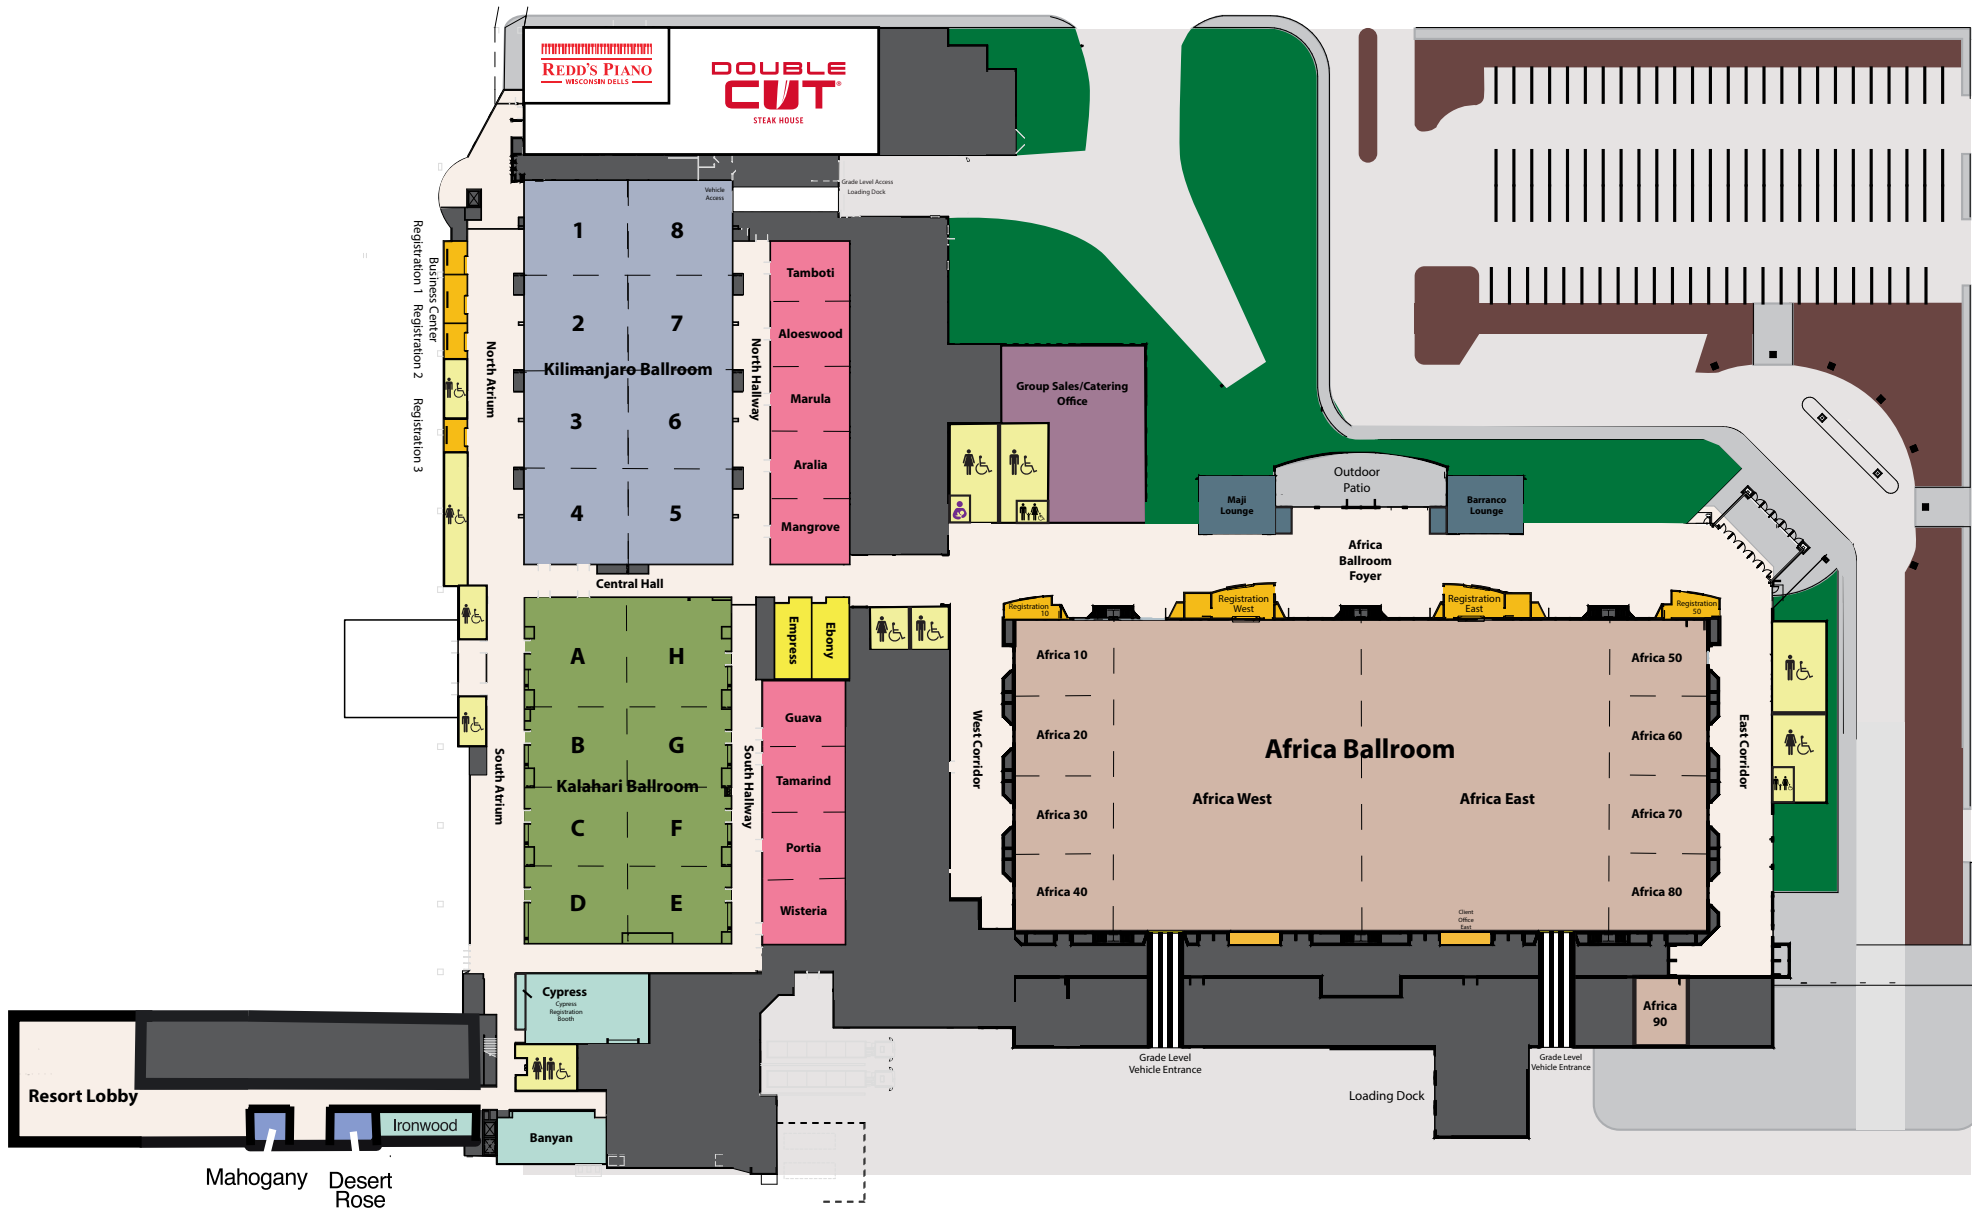 REDD'S PIANO
WISCONSIN DELLS
DOUBLE
CUT
STEAK HOUSE
Vehicle
Access
Grade Level Access
Loading Dock
1
8
2
7
Kilimanjaro Ballroom
3
6
4
5
Business Center
Registration 1
Registration 2
Registration 3
North Atrium
North Hallway
Tamboti
Aloeswood
Marula
Aralia
Mangrove
Group Sales/Catering
Office
Outdoor
Patio
Maji
Lounge
Barranco
Lounge
Africa
Ballroom
Foyer
Central Hall
Empress
Ebony
Registration
10
Registration
West
Registration
East
Registration
50
A
H
B
G
Kalahari Ballroom
C
F
D
E
South Atrium
South Hallway
Guava
Tamarind
Portia
Wisteria
West Corridor
East Corridor
Africa 10
Africa 20
Africa 30
Africa 40
Africa Ballroom
Africa West
Africa East
Africa 50
Africa 60
Africa 70
Africa 80
Client
Office
East
Cypress
Cypress
Registration
Booth
Africa
90
Grade Level
Vehicle Entrance
Grade Level
Vehicle Entrance
Loading Dock
Resort Lobby
Ironwood
Banyan
Mahogany
Desert
Rose